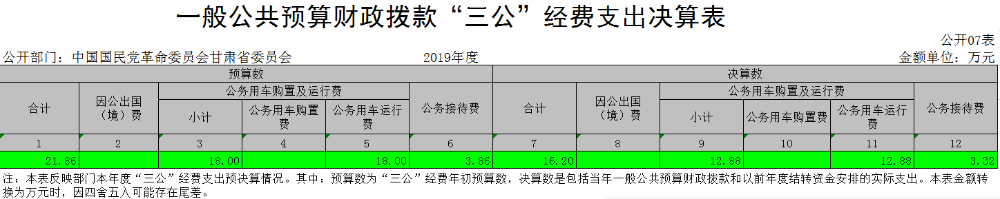 一般公共预算财政拨款“三公”经费支出决算表
公开07表
公开部门：中国国民党革命委员会甘肃省委员会 2019年度 金额单位：万元
预算数 决算数
合计 因公出国（境）费 公务用车购置及运行费 公务接待费 合计 因公出国（境）费 公务用车购置及运行费 公务接待费
小计 公务用车购置费 公务用车运行费 小计 公务用车购置费 公务用车运行费
1 2 3 4 5 6 7 8 9 10 11 12
21.86 18.00 18.00 3.86 16.20 12.88 12.88 3.32
注：本表反映部门本年度“三公”经费支出预决算情况。其中：预算数为“三公”经费年初预算数，决算数是包括当年一般公共预算财政拨款和以前年度结转资金安排的实际支出。本表金额转
换为万元时，因四舍五入可能存在尾差。